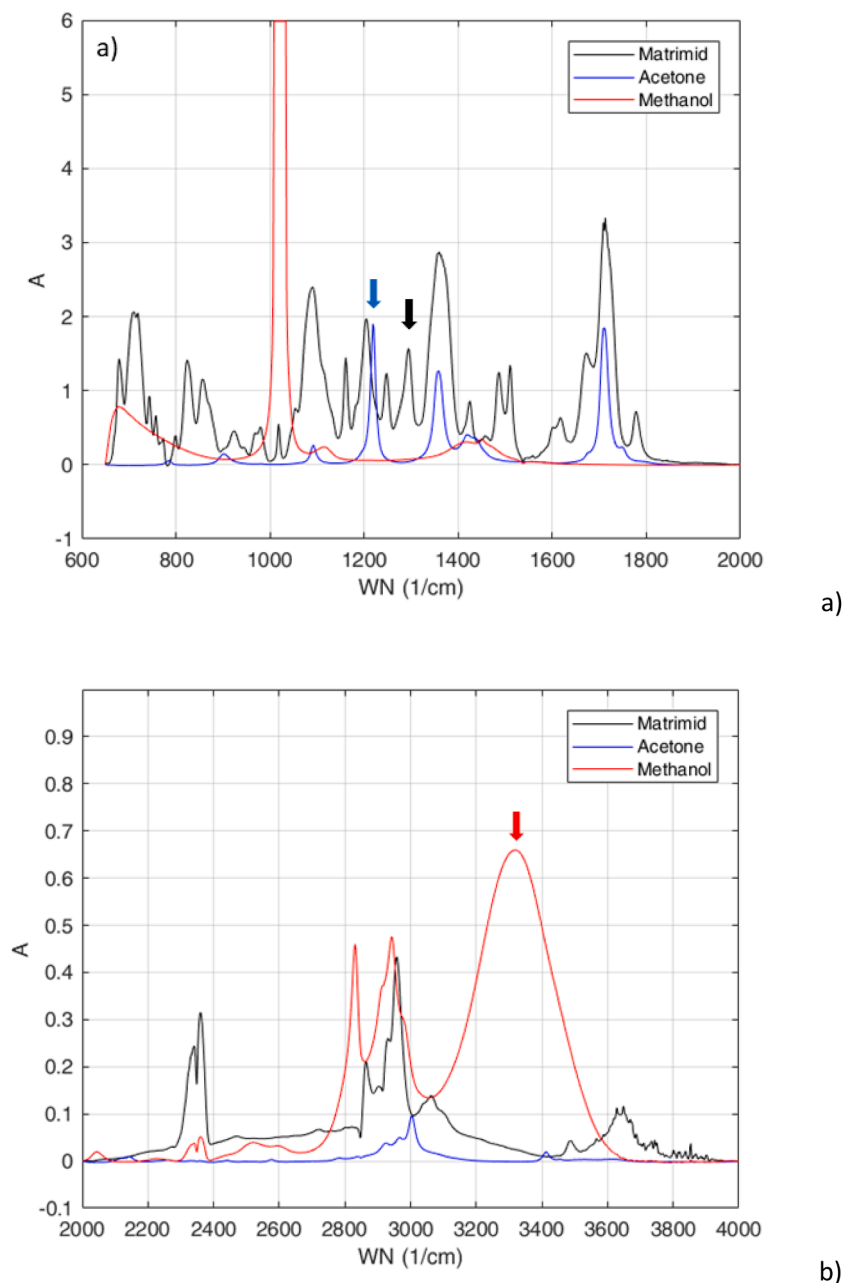 a)
6
5
4
3
2
1
0
-1
A
Matrimid
Acetone
Methanol
600 800 1000 1200 1400 1600 1800 2000
WN (1/cm)
a)
0.9
0.8
0.7
0.6
0.5
0.4
0.3
0.2
0.1
0
-0.1
A
Matrimid
Acetone
Methanol
2000 2200 2400 2600 2800 3000 3200 3400 3600 3800 4000
WN (1/cm)
b)